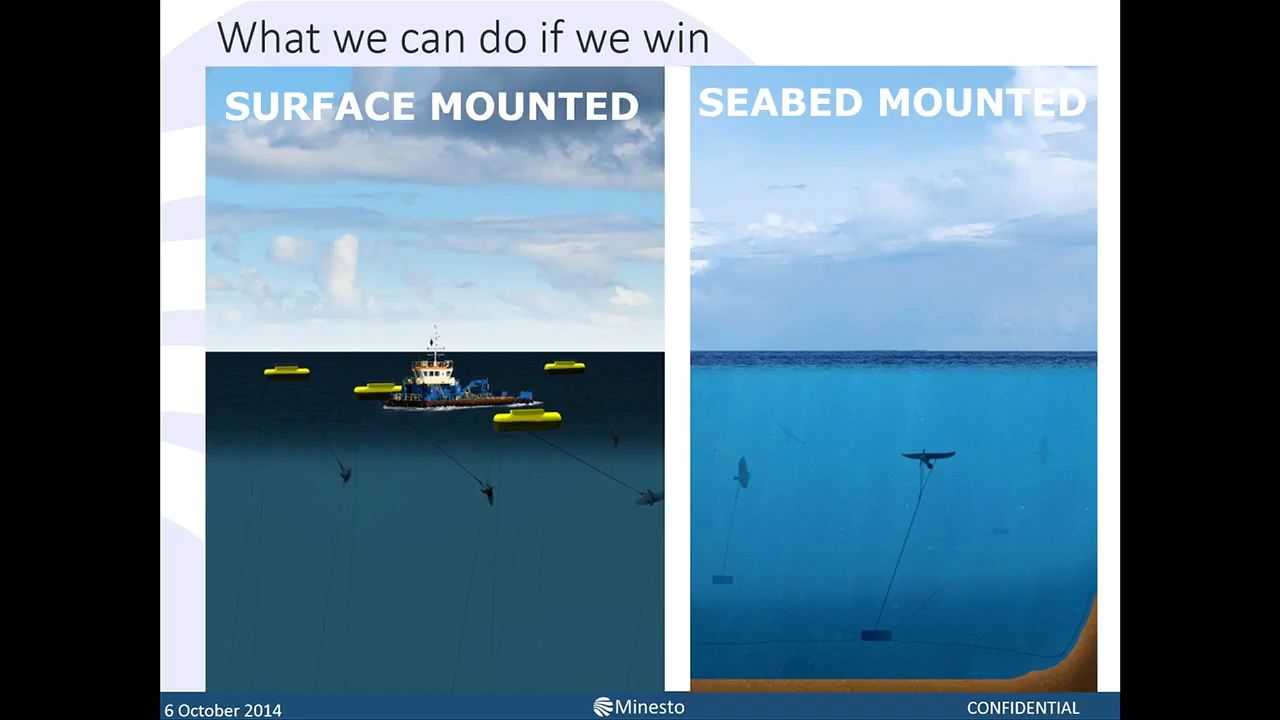 What we can do if we win
SURFACE MOUNTED
SEABED MOUNTED
6 October 2014
Minesto
CONFIDENTIAL